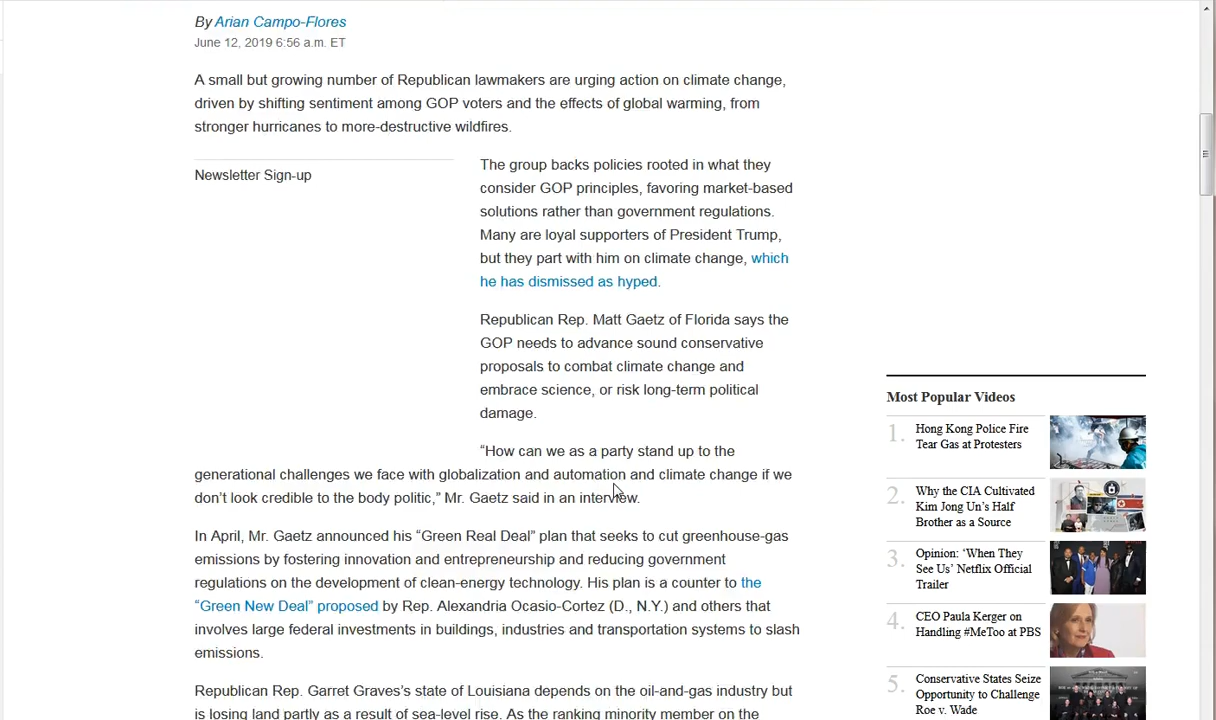 By Arian Campo-Flores
June 12, 2019 6:56 a.m. ET
A small but growing number of Republican lawmakers are urging action on climate change,
driven by shifting sentiment among GOP voters and the effects of global warming, from
stronger hurricanes to more-destructive wildfires.
Newsletter Sign-up
The group backs policies rooted in what they
consider GOP principles, favoring market-based
solutions rather than government regulations.
Many are loyal supporters of President Trump,
but they part with him on climate change, which
he has dismissed as hyped.
Republican Rep. Matt Gaetz of Florida says the
GOP needs to advance sound conservative
proposals to combat climate change and
embrace science, or risk long-term political
damage.
“How can we as a party stand up to the
generational challenges we face with globalization and automation and climate change if we
don’t look credible to the body politic,” Mr. Gaetz said in an interview.
In April, Mr. Gaetz announced his “Green Real Deal” plan that seeks to cut greenhouse-gas
emissions by fostering innovation and entrepreneurship and reducing government
regulations on the development of clean-energy technology. His plan is a counter to the
“Green New Deal” proposed by Rep. Alexandria Ocasio-Cortez (D., N.Y.) and others that
involves large federal investments in buildings, industries and transportation systems to slash
emissions.
Republican Rep. Garret Graves’s state of Louisiana depends on the oil-and-gas industry but
is losing land partly as a result of sea-level rise. As the ranking minority member on the
Most Popular Videos
1. Hong Kong Police Fire
Tear Gas at Protesters
2. Why the CIA Cultivated
Kim Jong Un’s Half
Brother as a Source
3. Opinion: ‘When They
See Us’ Netflix Official
Trailer
4. CEO Paula Kerger on
Handling #MeToo at PBS
5. Conservative States Seize
Opportunity to Challenge
Roe v. Wade